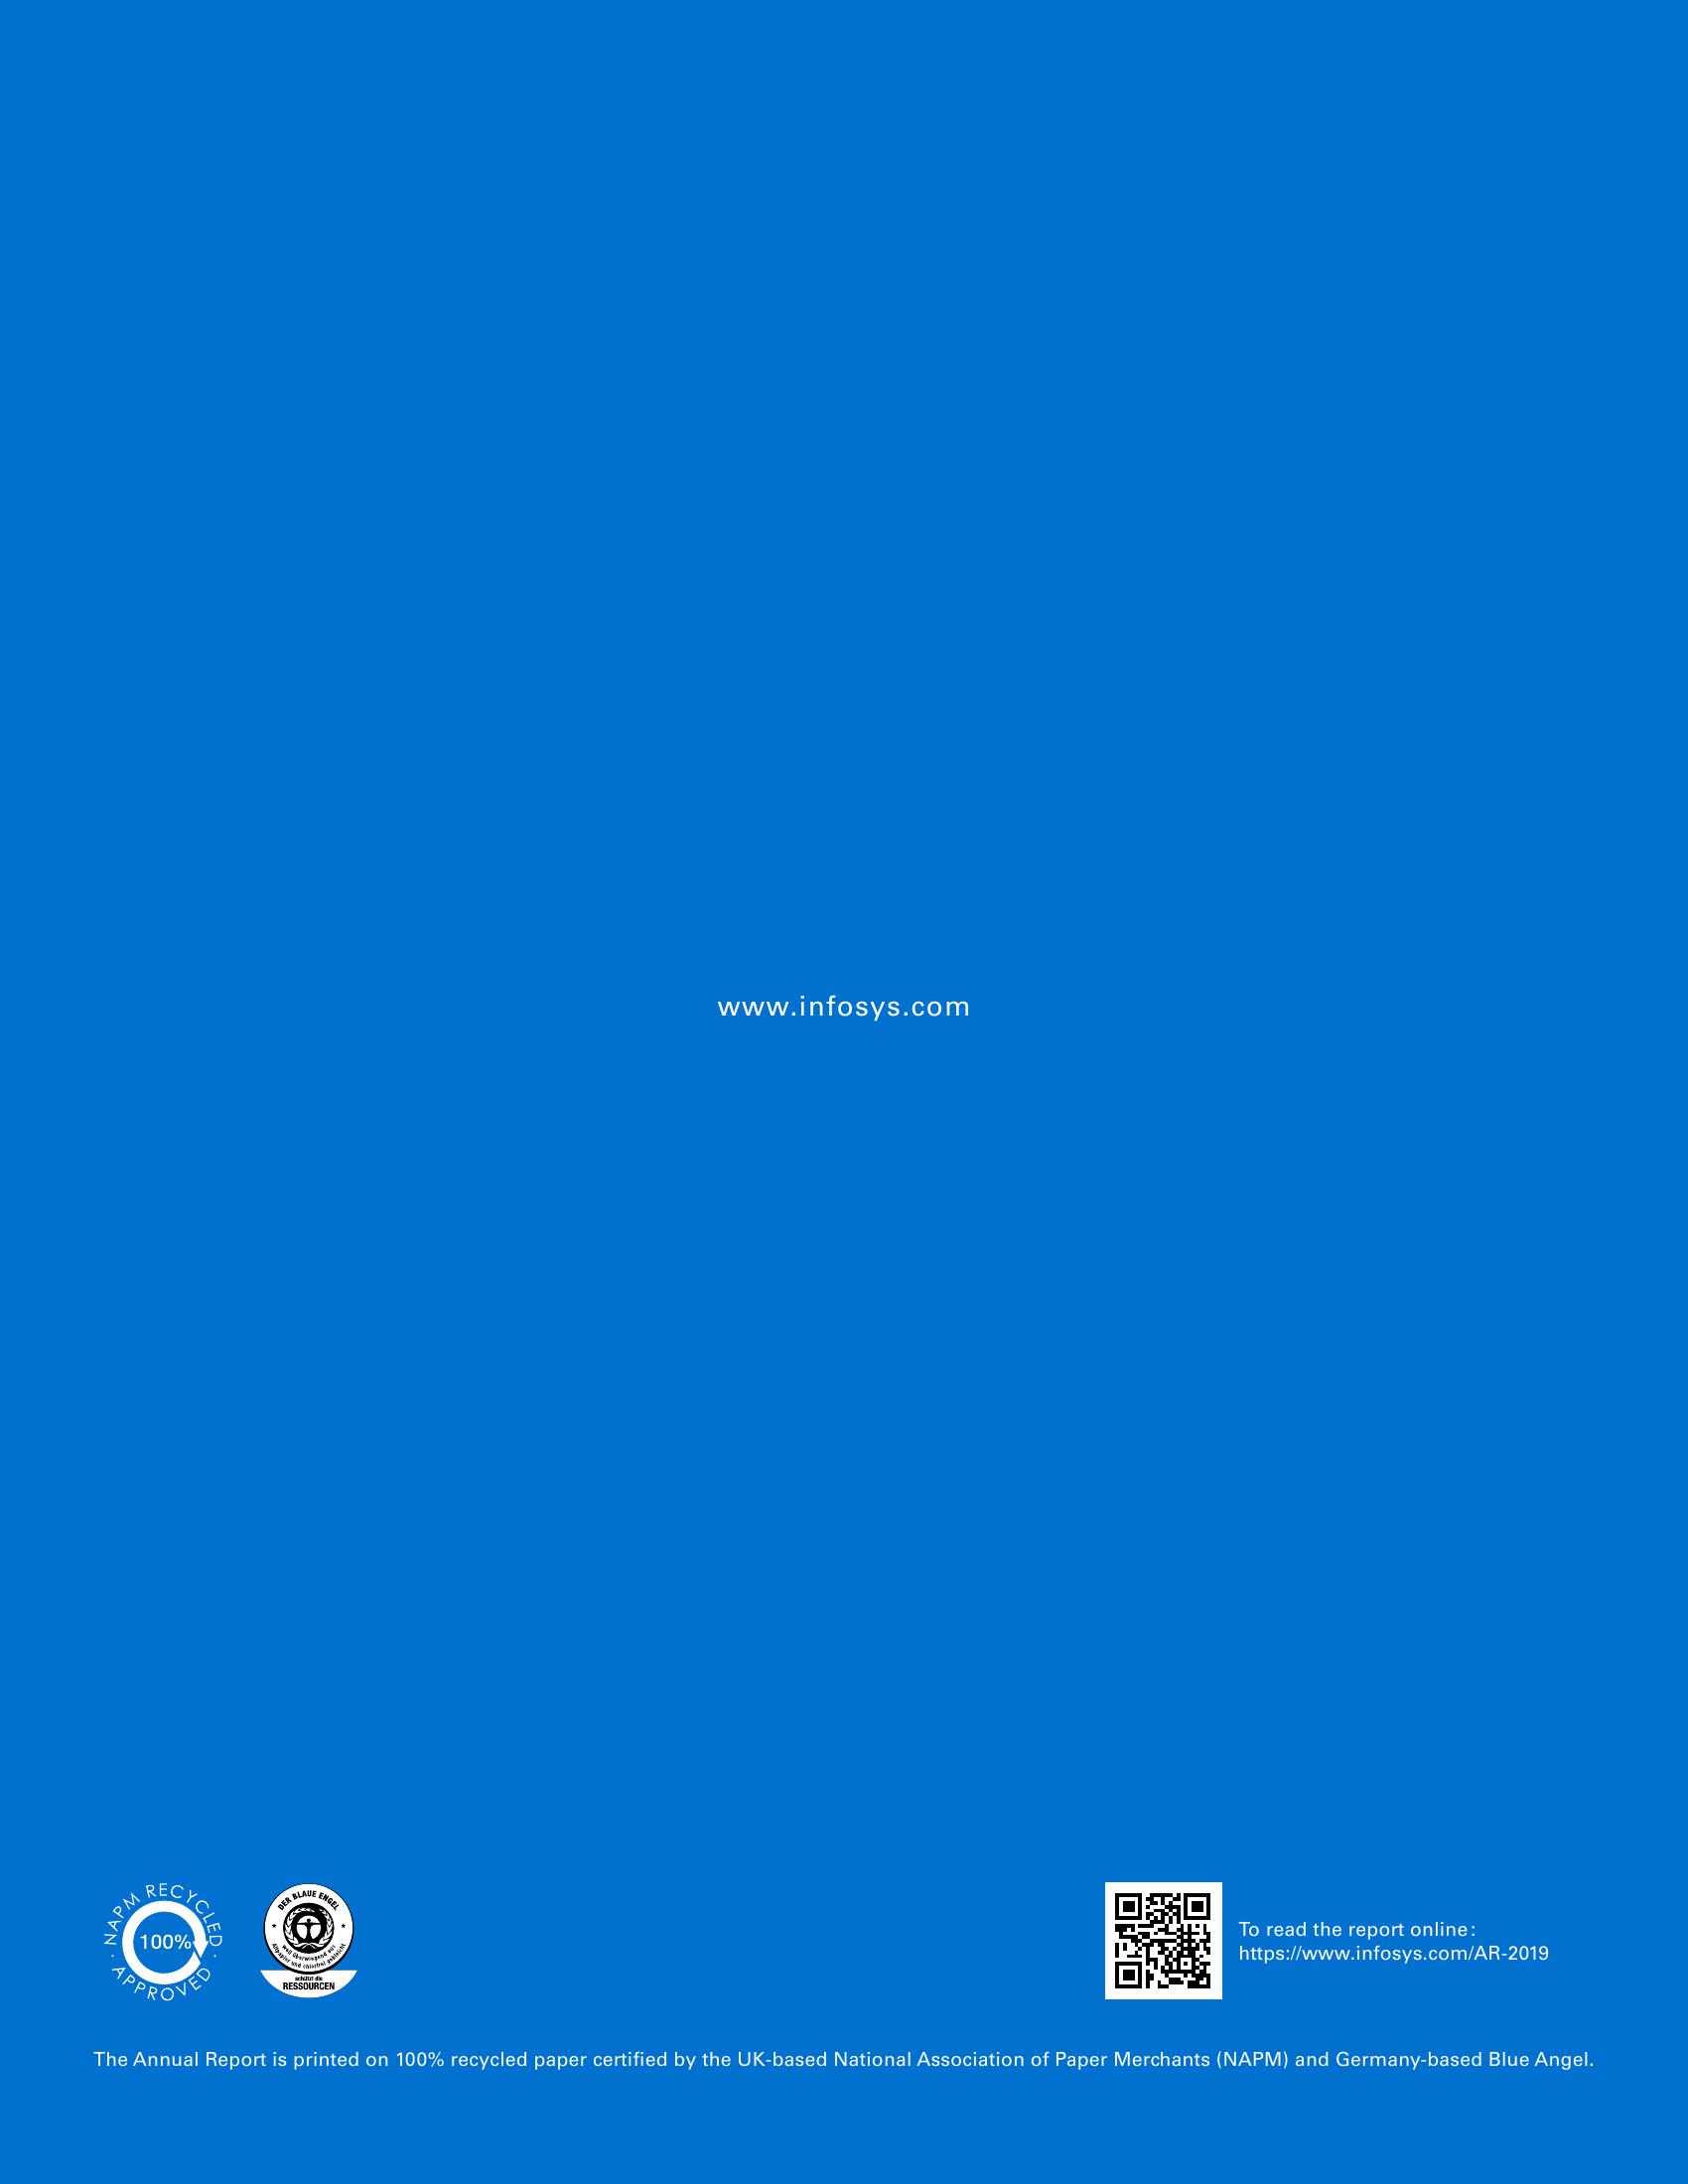 www.infosys.com
NAPM RECYCLED
100%
APPROVED
DER BLAUE ENGEL
weil überwiegend aus
Altpapier und chlorfrei gebleicht
schützt die
RESSOURCEN
To read the report online:
https://www.infosys.com/AR-2019
The Annual Report is printed on 100% recycled paper certified by the UK-based National Association of Paper Merchants (NAPM) and Germany-based Blue Angel.